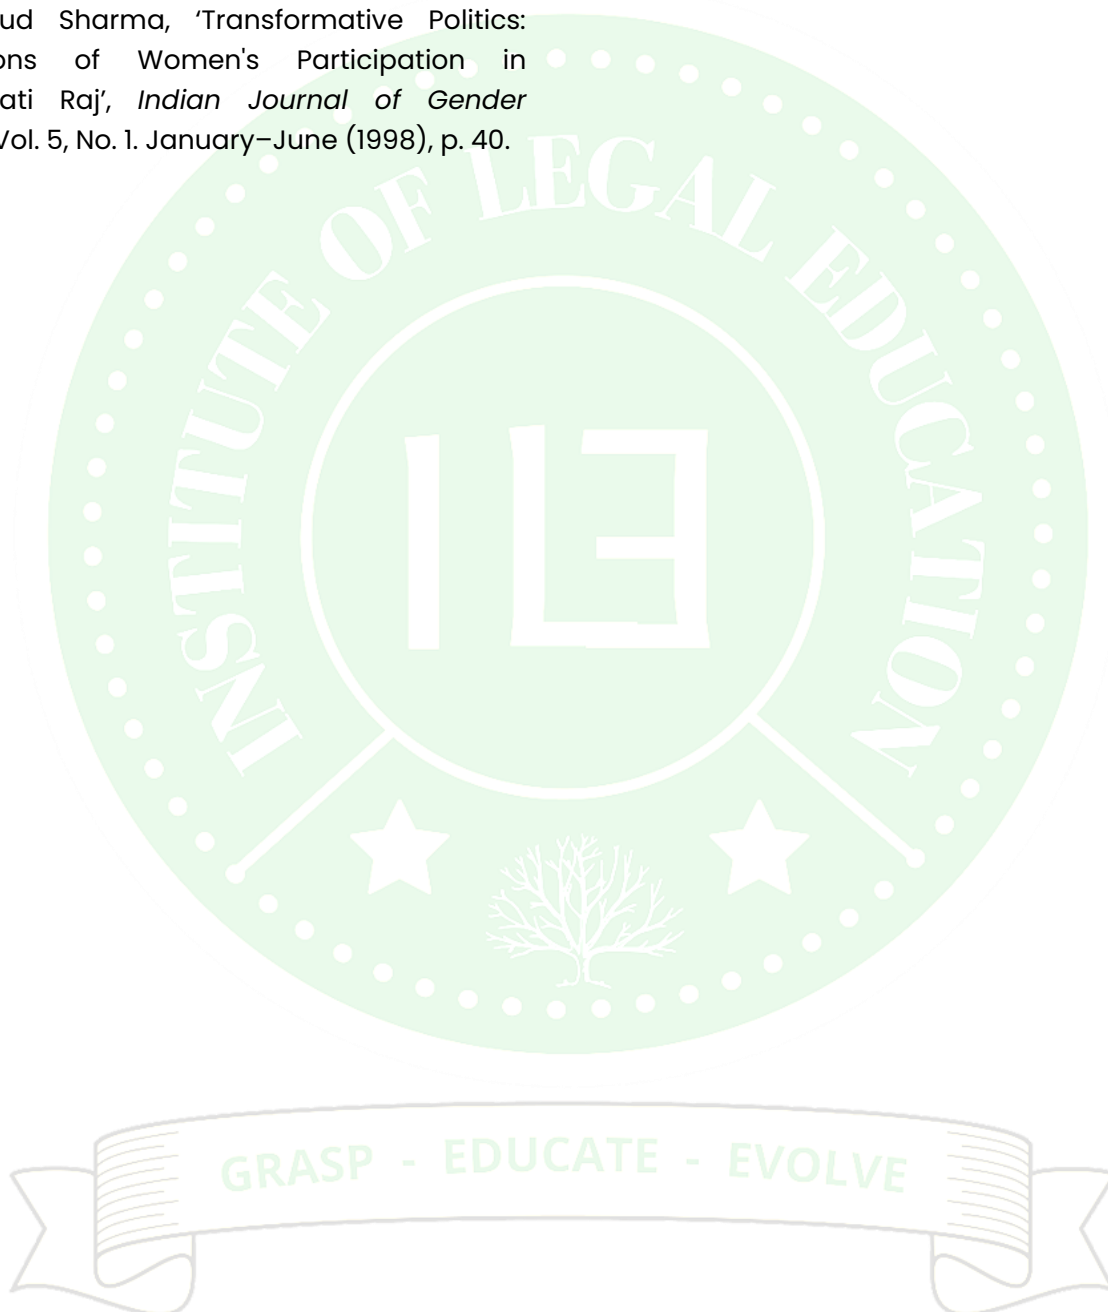 ud Sharma, ‘Transformative Politics:
ons of Women's Participation in
ati Raj’, Indian Journal of Gender
Vol. 5, No. 1. January–June (1998), p. 40.
INSTITUTE OF LEGAL EDUCATION
ILE
GRASP - EDUCATE - EVOLVE